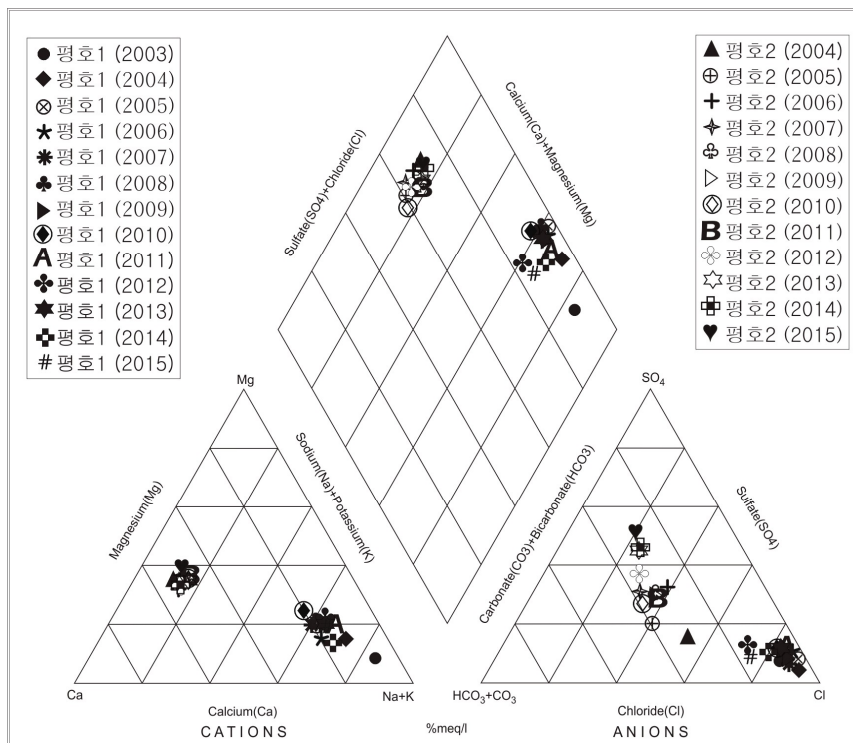 평호1 (2003)
평호1 (2004)
평호1 (2005)
평호1 (2006)
평호1 (2007)
평호1 (2008)
평호1 (2009)
평호1 (2010)
A 평호1 (2011)
평호1 (2012)
평호1 (2013)
평호1 (2014)
# 평호1 (2015)
평호2 (2004)
평호2 (2005)
평호2 (2006)
평호2 (2007)
평호2 (2008)
평호2 (2009)
평호2 (2010)
B 평호2 (2011)
평호2 (2012)
평호2 (2013)
평호2 (2014)
평호2 (2015)
Sulfate(SO4)+Chloride(Cl)
Calcium(Ca)+Magnesium(Mg)
B
A
#
Mg
SO₄
Magnesium(Mg)
Sodium(Na)+Potassium(K)
Carbonate(CO3)+Bicarbonate(HCO3)
Sulfate(SO4)
B
A
B
A
#
Ca
Na+K
HCO₃+CO₃
Cl
Calcium(Ca)
Chloride(Cl)
CATIONS
%meq/l
ANIONS